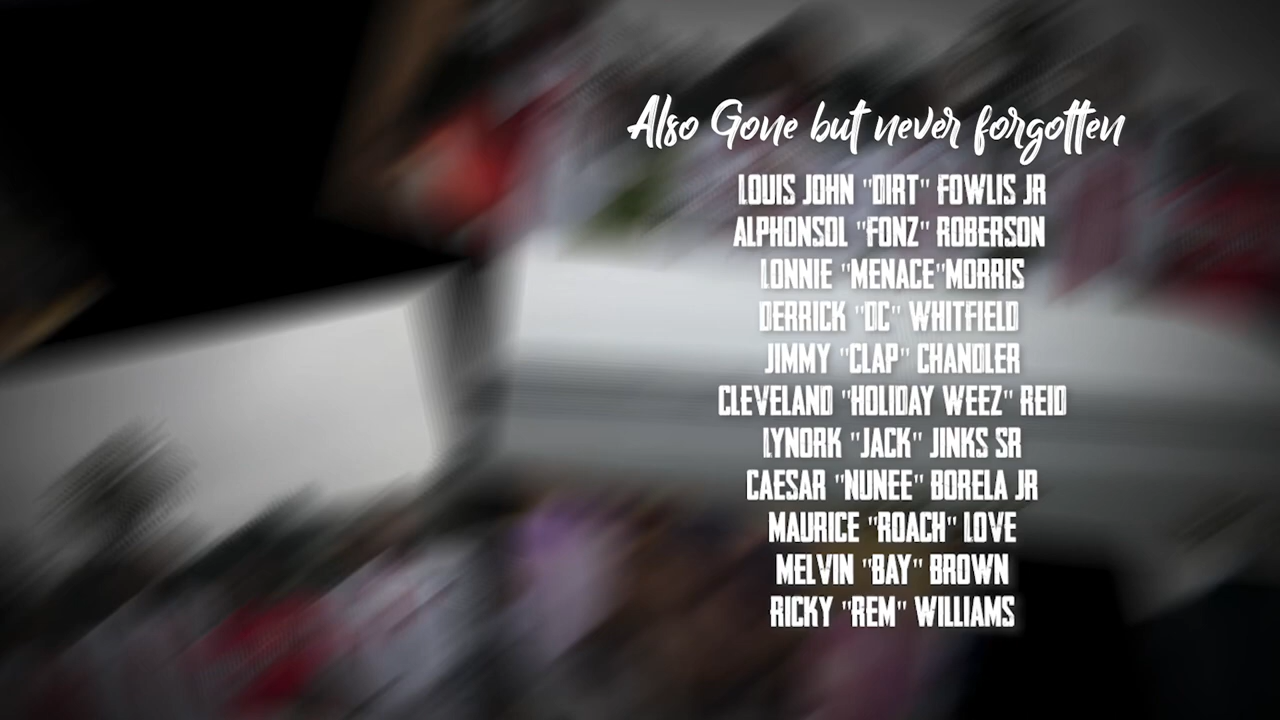 Also Gone but never forgotten
LOUIS JOHN "DIRT" FOWLIS JR
ALPHONSOL "FONZ" ROBERSON
LONNIE "MENACE"MORRIS
DERRICK "DC" WHITFIELD
JIMMY "CLAP" CHANDLER
CLEVELAND "HOLIDAY WEEZ" REID
LYNORK "JACK" JINKS SR
CAESAR "NUNEE" BORELA JR
MAURICE "ROACH" LOVE
MELVIN "BAY" BROWN
RICKY "REM" WILLIAMS